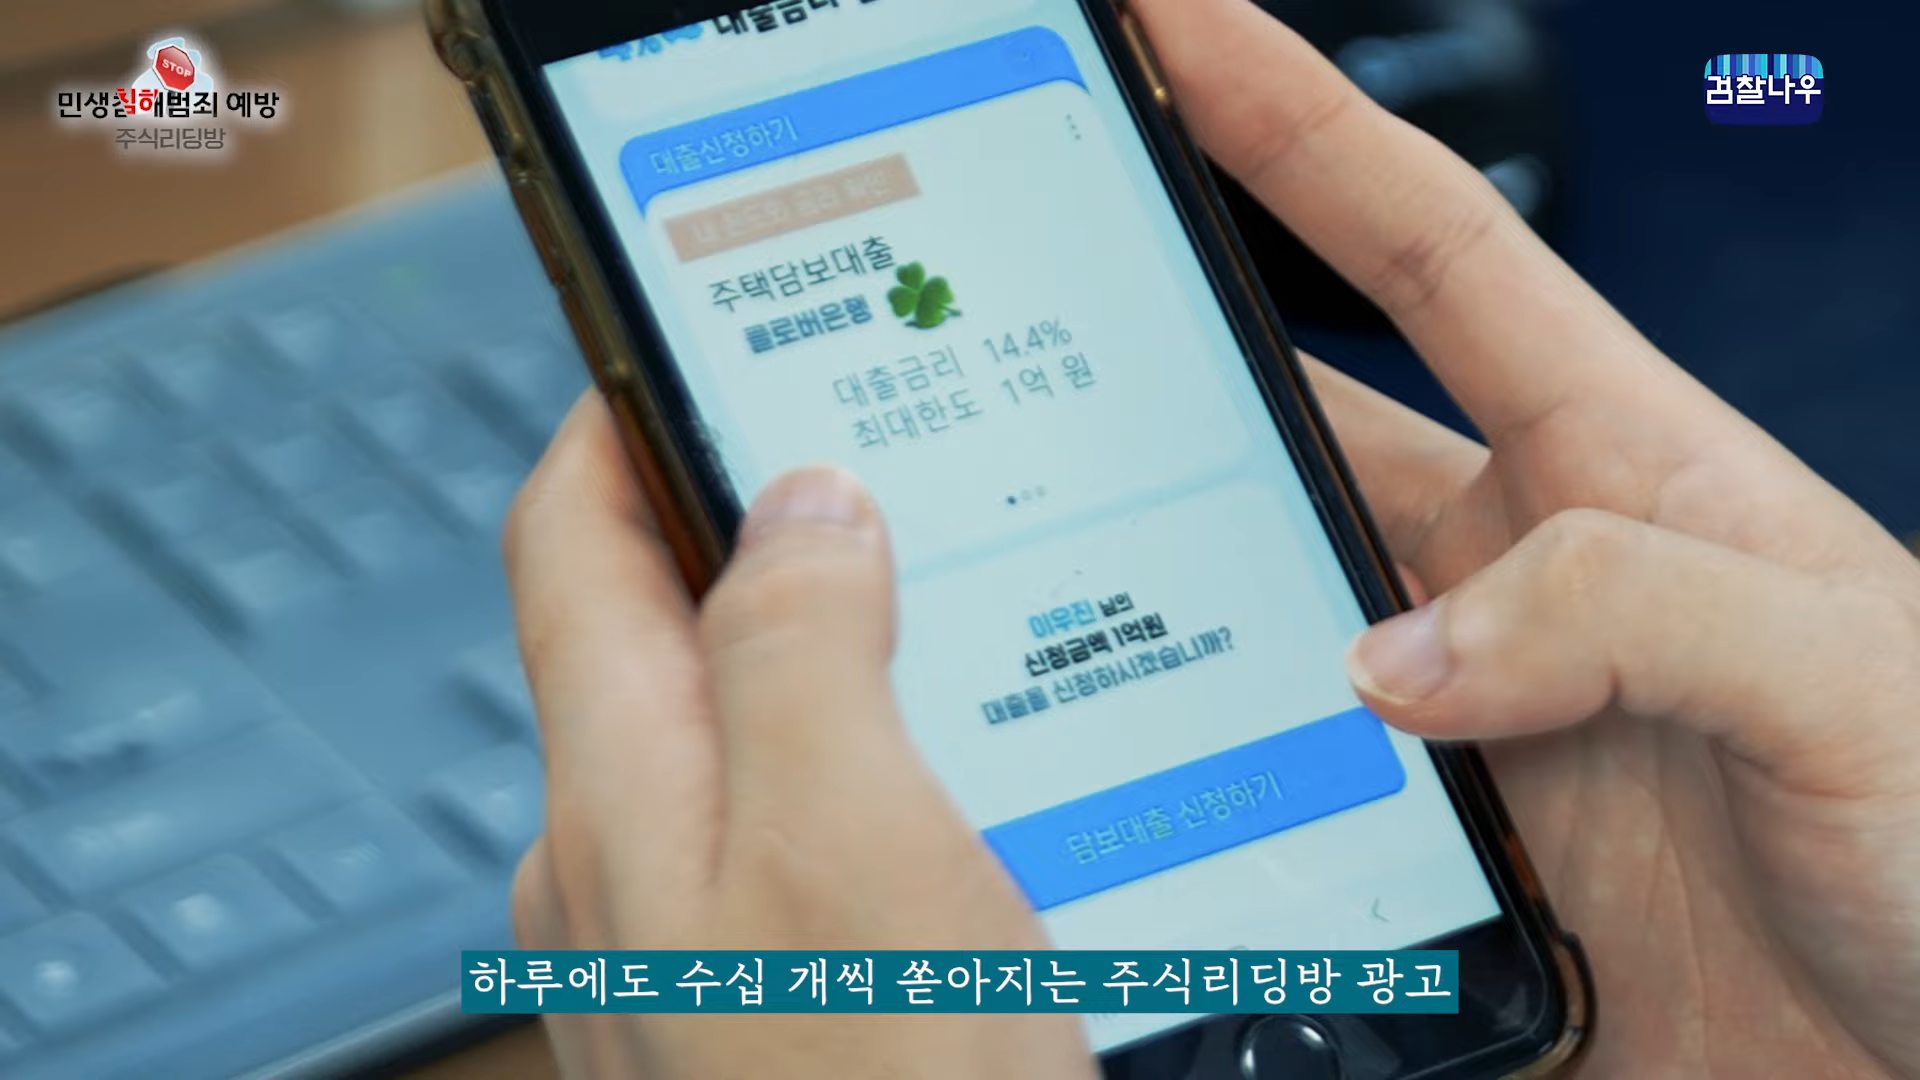 STOP
민생침해범죄 예방
주식리딩방
검찰나우
대출금리
대출신청하기
주택담보대출
클로버은행
대출금리 14.4%
최대한도 1억 원
이우진 님의
신청금액 1억원
대출을 신청하시겠습니까?
담보대출 신청하기
하루에도 수십 개씩 쏟아지는 주식리딩방 광고